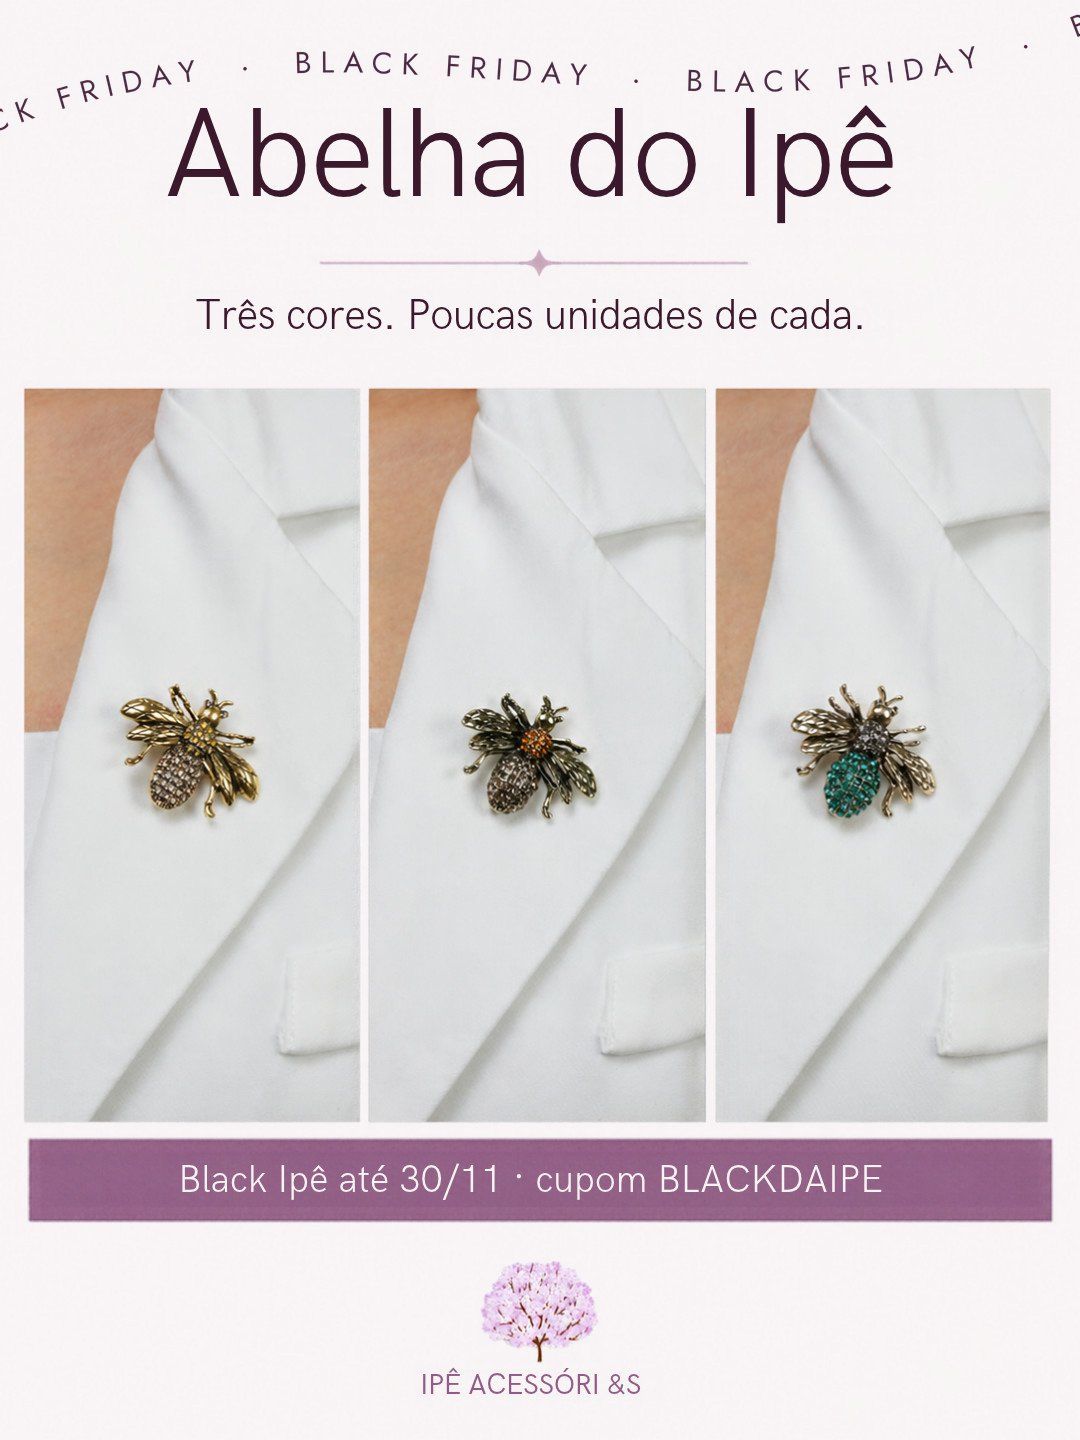 CK FRIDAY · BLACK FRIDAY · BLACK FRIDAY ·
Abelha do Ipê
Três cores. Poucas unidades de cada.
Black Ipê até 30/11 · cupom BLACKDAIPE
IPÊ ACESSÓRI &S